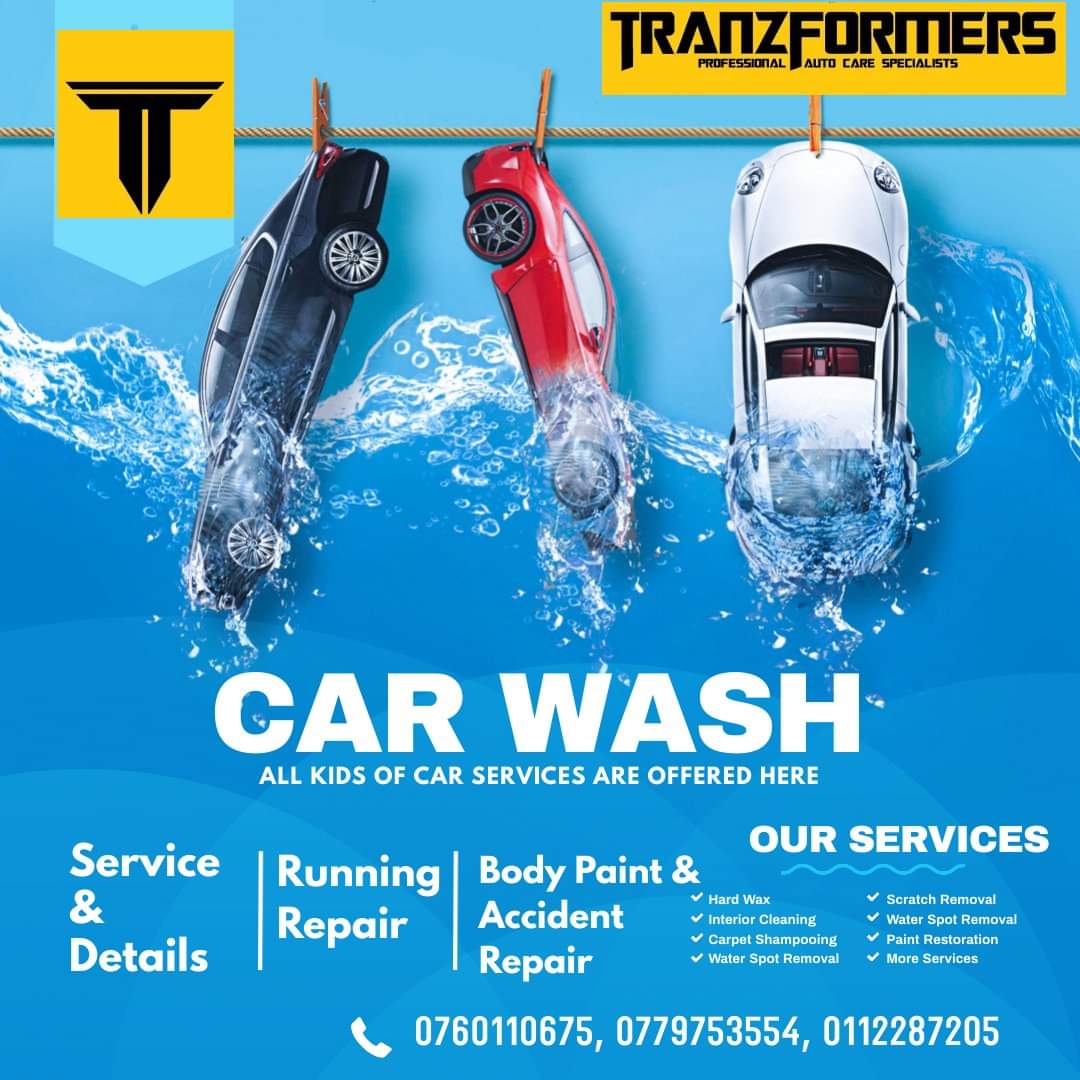 TRANZFORMERS
PROFESSIONAL AUTO CARE SPECIALISTS
CAR WASH
ALL KIDS OF CAR SERVICES ARE OFFERED HERE
Service
&
Details
Running
Repair
Body Paint &
Accident
Repair
OUR SERVICES
Hard Wax
Interior Cleaning
Carpet Shampooing
Water Spot Removal
Scratch Removal
Water Spot Removal
Paint Restoration
More Services
0760110675, 0779753554, 0112287205